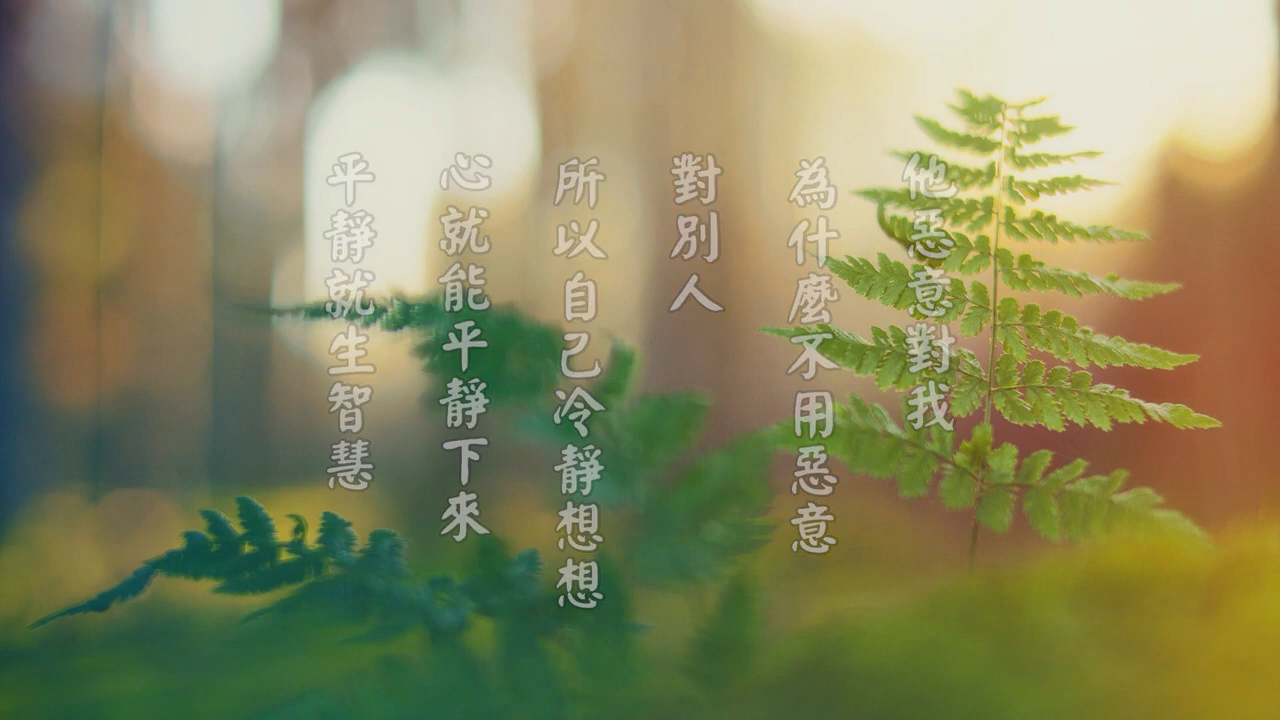 他惡意對我
為什麼不用惡意
對別人
所以自己冷靜想想
心就能平靜下來
平靜就生智慧